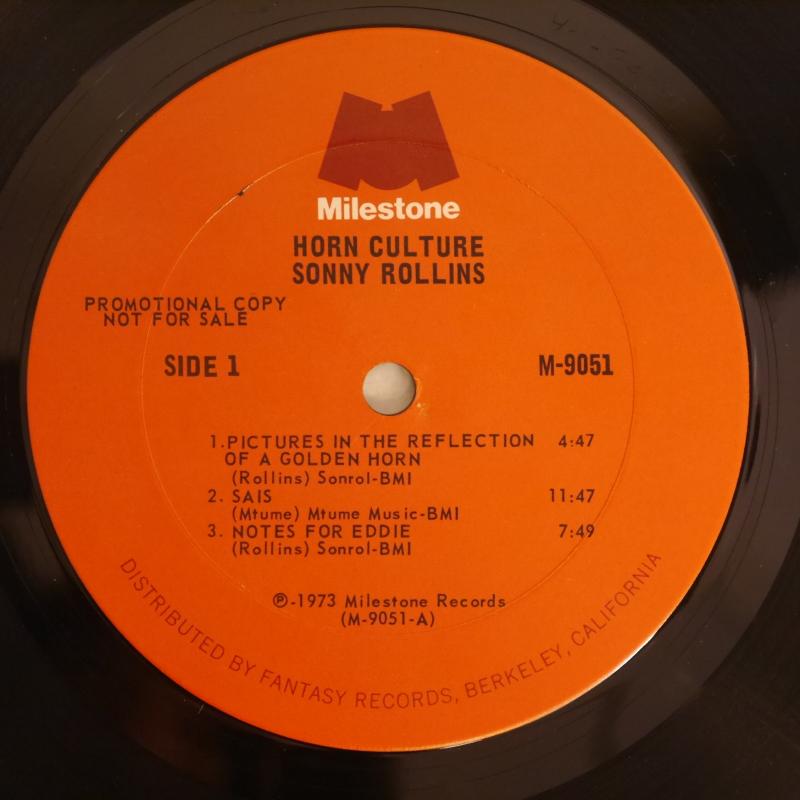 Milestone
HORN CULTURE
SONNY ROLLINS
PROMOTIONAL COPY
NOT FOR SALE
SIDE 1
M-9051
1.PICTURES IN THE REFLECTION 4:47
OF A GOLDEN HORN
(Rollins) Sonrol-BMI
2. SAIS 11:47
(Mtume) Mtume Music-BMI
3. NOTES FOR EDDIE 7:49
(Rollins) Sonrol-BMI
℗-1973 Milestone Records
(M-9051-A)
DISTRIBUTED BY FANTASY RECORDS, BERKELEY, CALIFORNIA